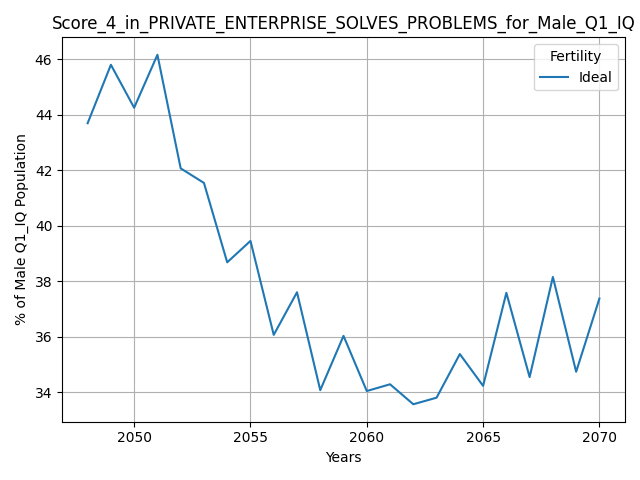 Score_4_in_PRIVATE_ENTERPRISE_SOLVES_PROBLEMS_for_Male_Q1_IQ
Fertility
Ideal
% of Male Q1_IQ Population
46
44
42
40
38
36
34
2050
2055
2060
2065
2070
Years